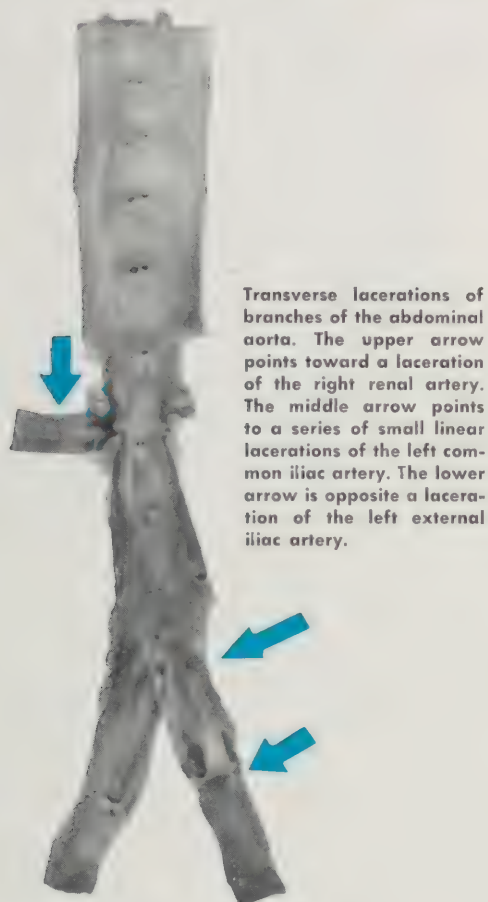 Transverse lacerations of
branches of the abdominal
aorta. The upper arrow
points toward a laceration
of the right renal artery.
The middle arrow points
to a series of small linear
lacerations of the left com-
mon iliac artery. The lower
arrow is opposite a lacera-
tion of the left external
iliac artery.